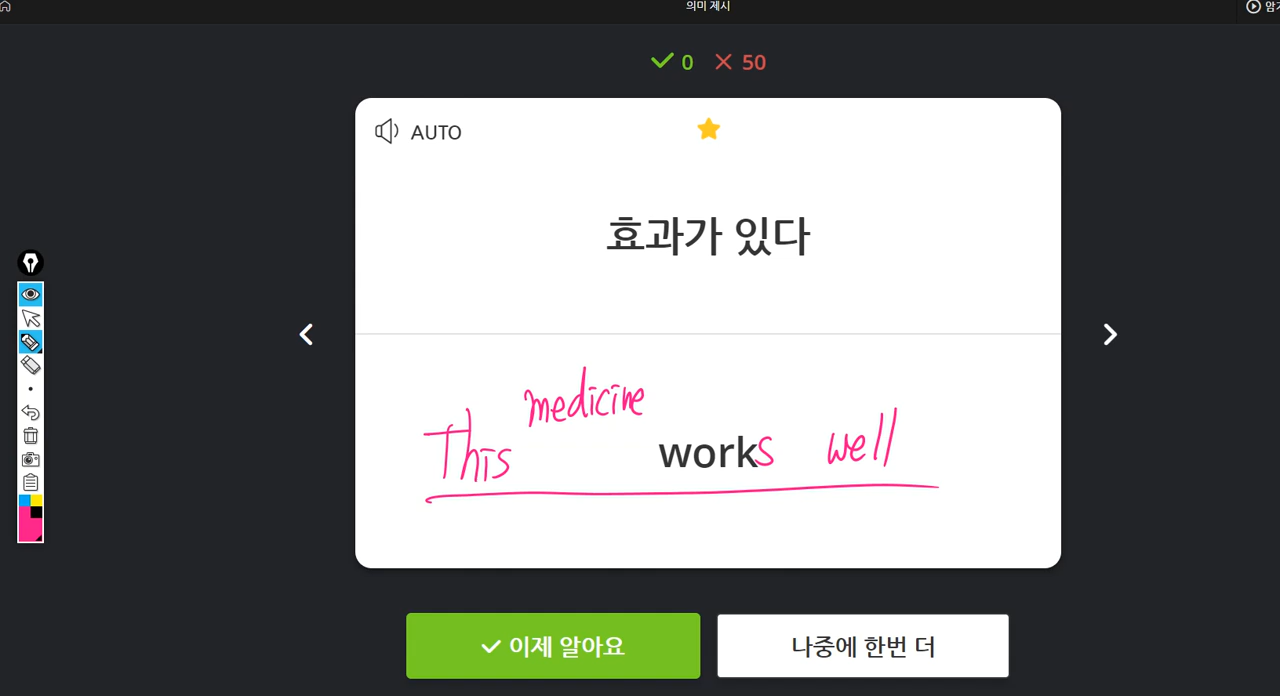 의미 제시
0 50
AUTO
효과가 있다
This medicine works well
이제 알아요
나중에 한번 더